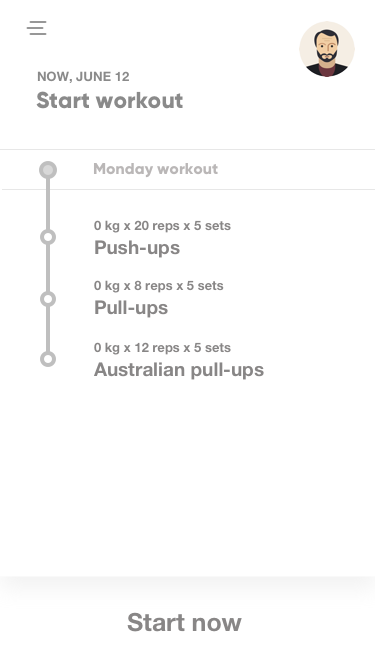 NOW, JUNE 12
Start workout
Monday workout
0 kg x 20 reps x 5 sets
Push-ups
0 kg x 8 reps x 5 sets
Pull-ups
0 kg x 12 reps x 5 sets
Australian pull-ups
Start now